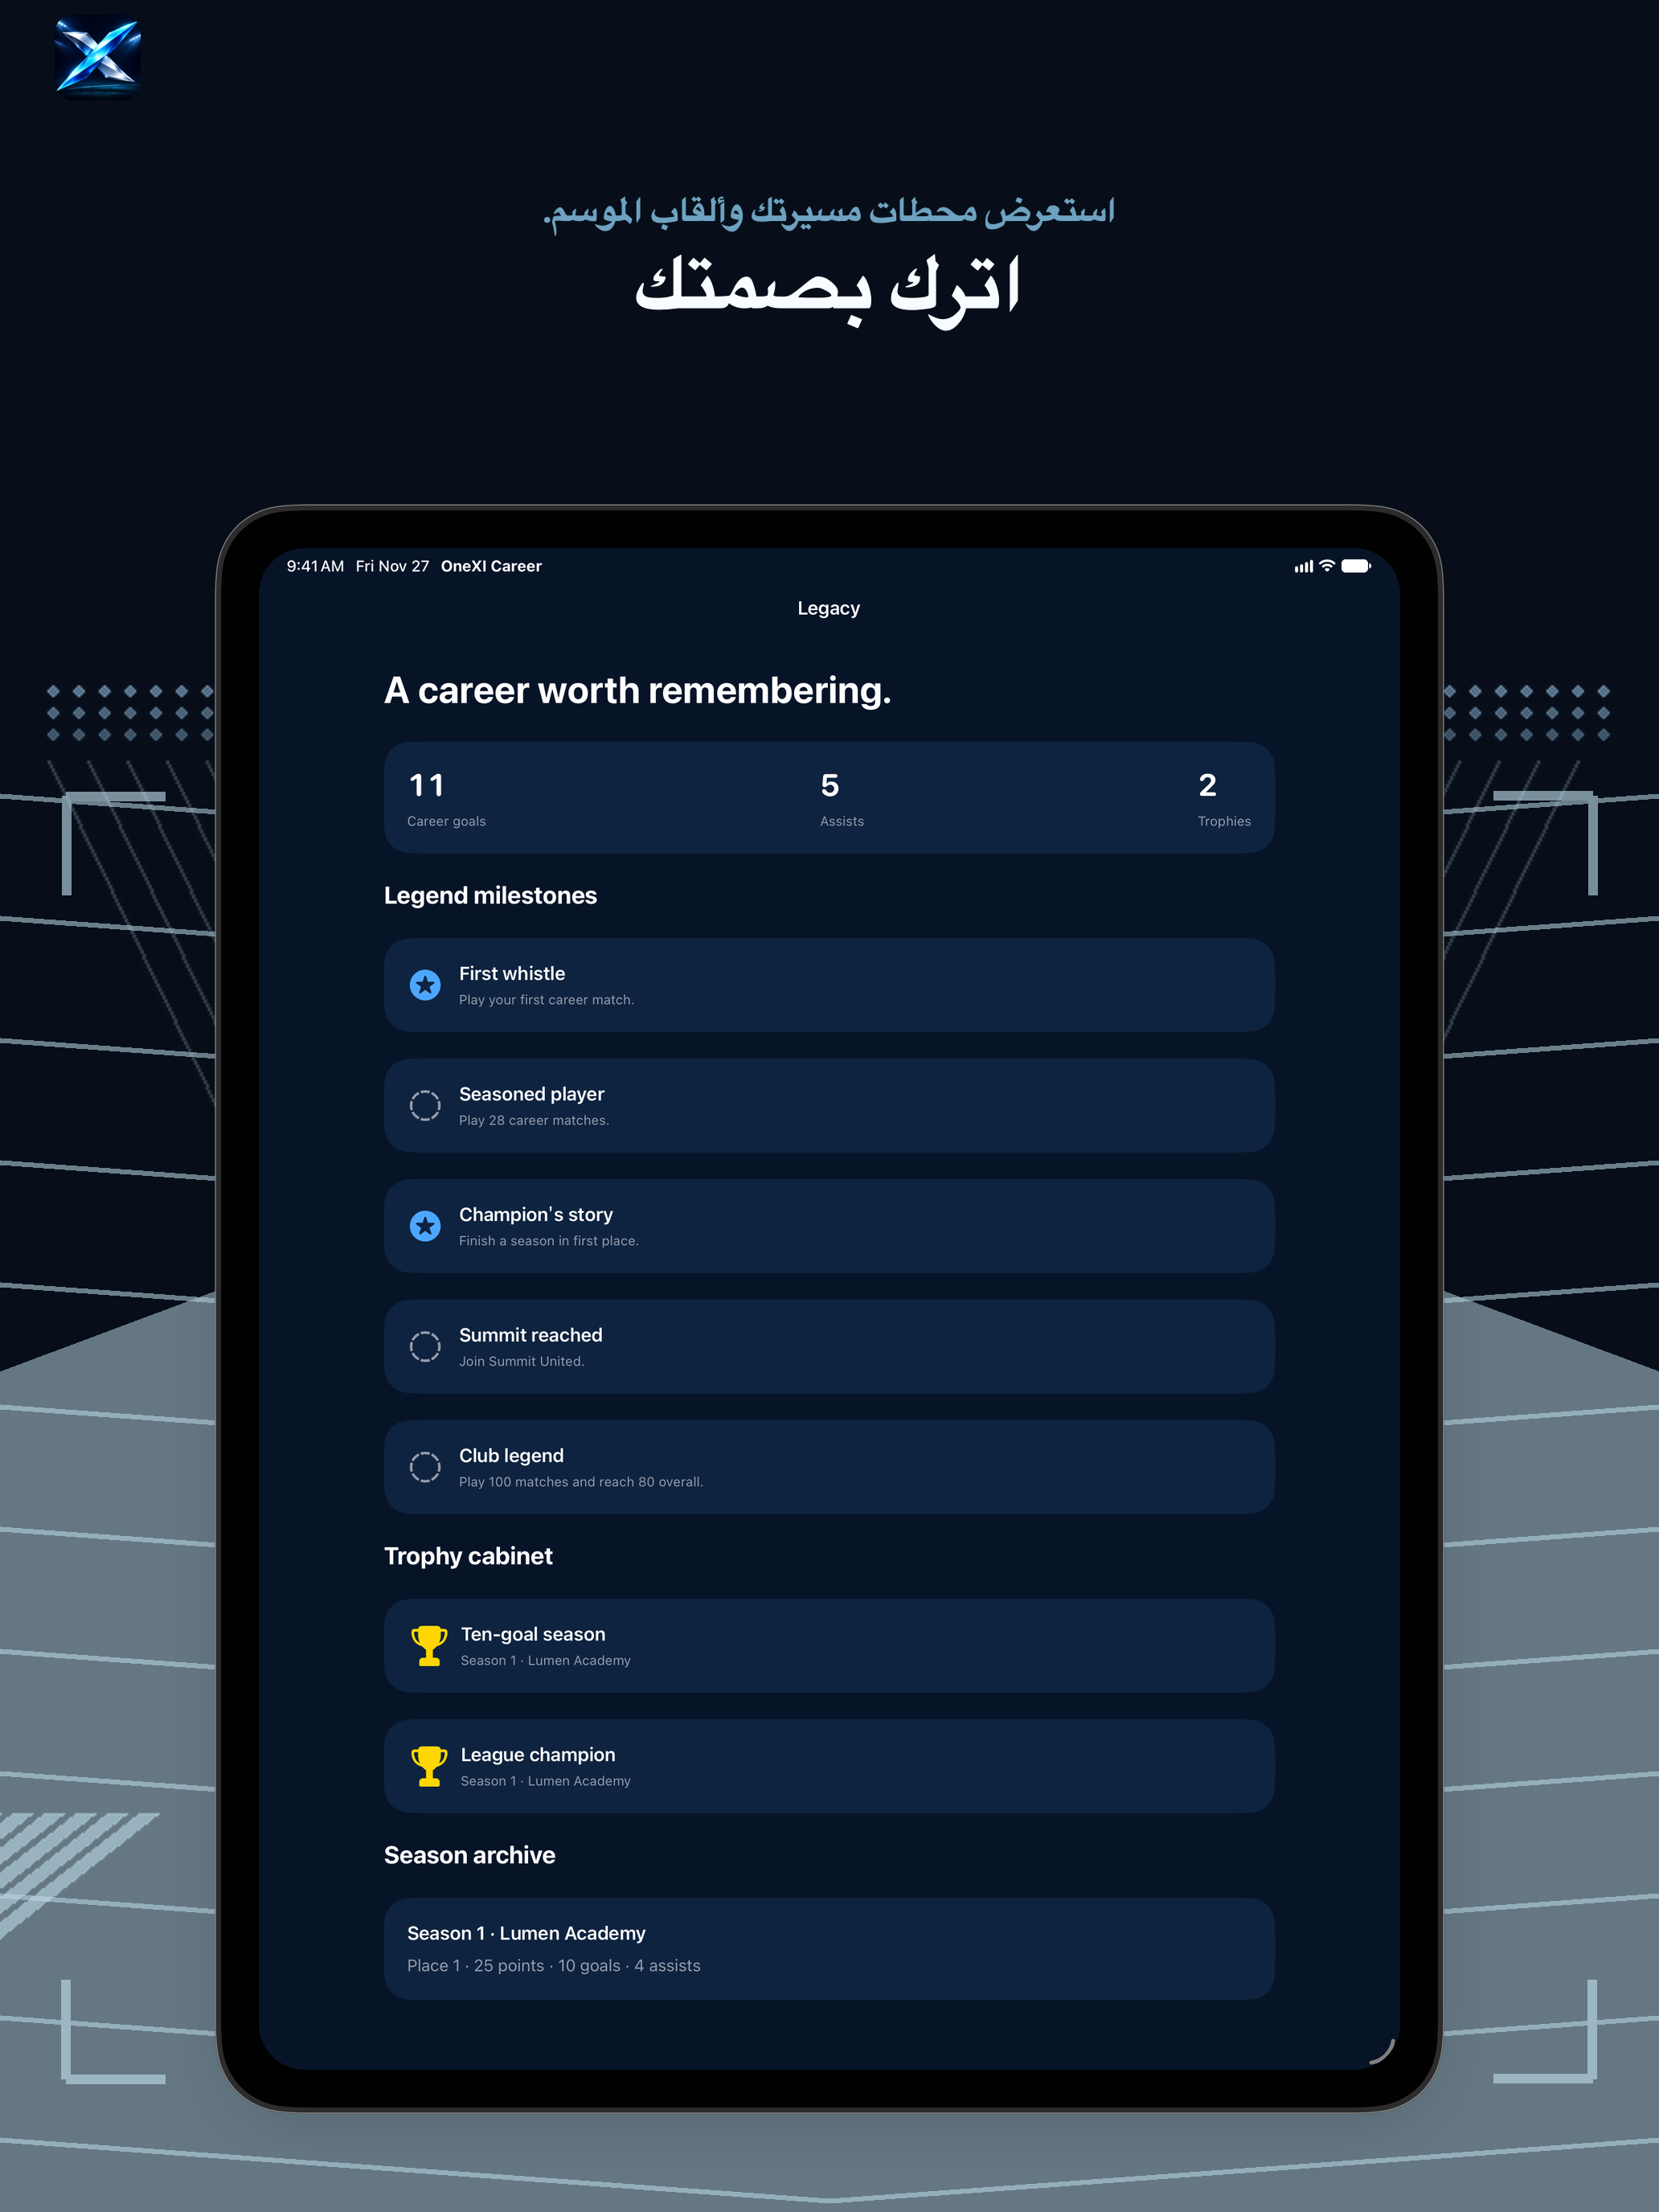 استعرض محطات مسيرتك وألقاب الموسم.
اترك بصمتك
9:41 AM Fri Nov 27 OneXI Career
Legacy
A career worth remembering.
11 5 2
Career goals Assists Trophies
Legend milestones
First whistle
Play your first career match.
Seasoned player
Play 28 career matches.
Champion's story
Finish a season in first place.
Summit reached
Join Summit United.
Club legend
Play 100 matches and reach 80 overall.
Trophy cabinet
Ten-goal season
Season 1 · Lumen Academy
League champion
Season 1 · Lumen Academy
Season archive
Season 1 · Lumen Academy
Place 1 · 25 points · 10 goals · 4 assists